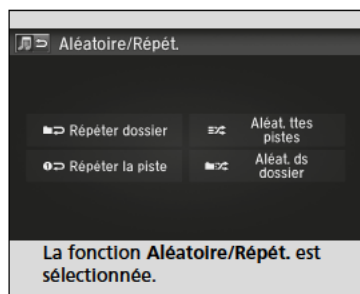 Aléatoire/Répét.
Répéter dossier
Aléat. ttes
pistes
Répéter la piste
Aléat. ds
dossier
La fonction Aléatoire/Répét. est
sélectionnée.